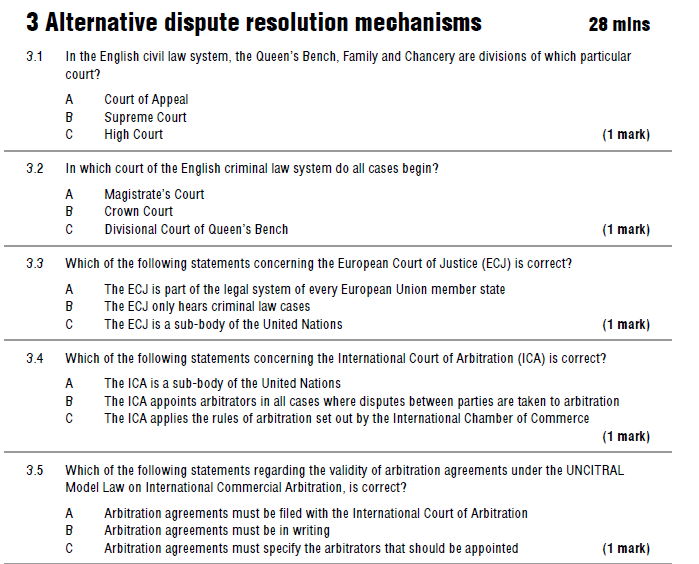 3 Alternative dispute resolution mechanisms 28 mins
3.1 In the English civil law system, the Queen's Bench, Family and Chancery are divisions of which particular
court?
A Court of Appeal
B Supreme Court
C High Court (1 mark)
3.2 In which court of the English criminal law system do all cases begin?
A Magistrate's Court
B Crown Court
C Divisional Court of Queen's Bench (1 mark)
3.3 Which of the following statements concerning the European Court of Justice (ECJ) is correct?
A The ECJ is part of the legal system of every European Union member state
B The ECJ only hears criminal law cases
C The ECJ is a sub-body of the United Nations (1 mark)
3.4 Which of the following statements concerning the International Court of Arbitration (ICA) is correct?
A The ICA is a sub-body of the United Nations
B The ICA appoints arbitrators in all cases where disputes between parties are taken to arbitration
C The ICA applies the rules of arbitration set out by the International Chamber of Commerce
(1 mark)
3.5 Which of the following statements regarding the validity of arbitration agreements under the UNCITRAL
Model Law on International Commercial Arbitration, is correct?
A Arbitration agreements must be filed with the International Court of Arbitration
B Arbitration agreements must be in writing
C Arbitration agreements must specify the arbitrators that should be appointed (1 mark)